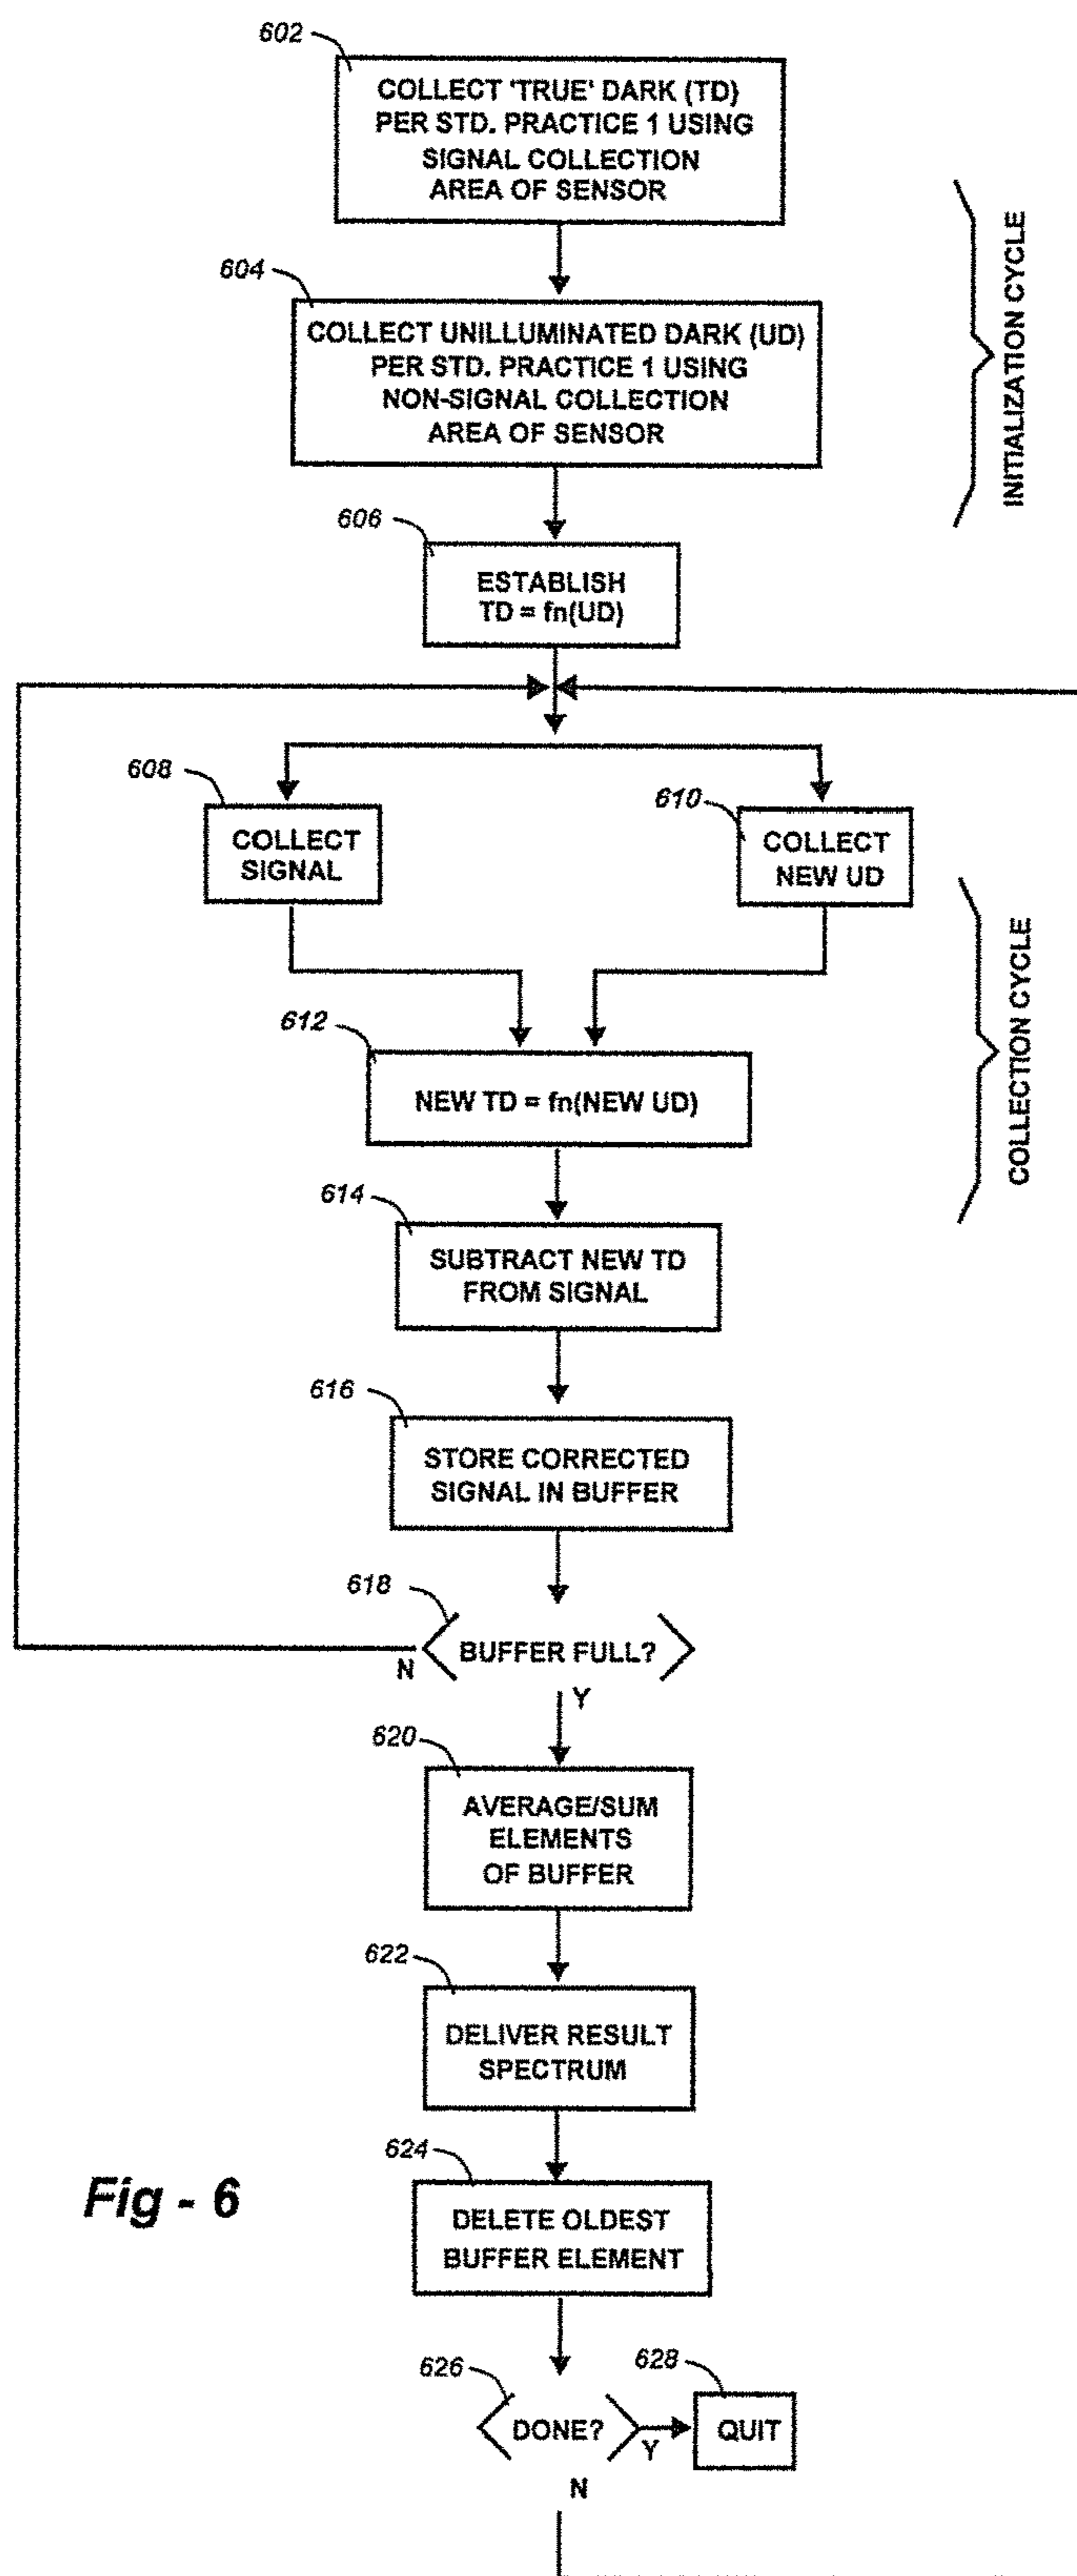 602
COLLECT 'TRUE' DARK (TD)
PER STD. PRACTICE 1 USING
SIGNAL COLLECTION
AREA OF SENSOR
604
COLLECT UNILLUMINATED DARK (UD)
PER STD. PRACTICE 1 USING
NON-SIGNAL COLLECTION
AREA OF SENSOR
INITIALIZATION CYCLE
606
ESTABLISH
TD = fn(UD)
608
COLLECT
SIGNAL
610
COLLECT
NEW UD
612
NEW TD = fn(NEW UD)
COLLECTION CYCLE
614
SUBTRACT NEW TD
FROM SIGNAL
616
STORE CORRECTED
SIGNAL IN BUFFER
618
BUFFER FULL?
N
Y
620
AVERAGE/SUM
ELEMENTS
OF BUFFER
622
DELIVER RESULT
SPECTRUM
624
DELETE OLDEST
BUFFER ELEMENT
Fig - 6
626
DONE?
Y
628
QUIT
N